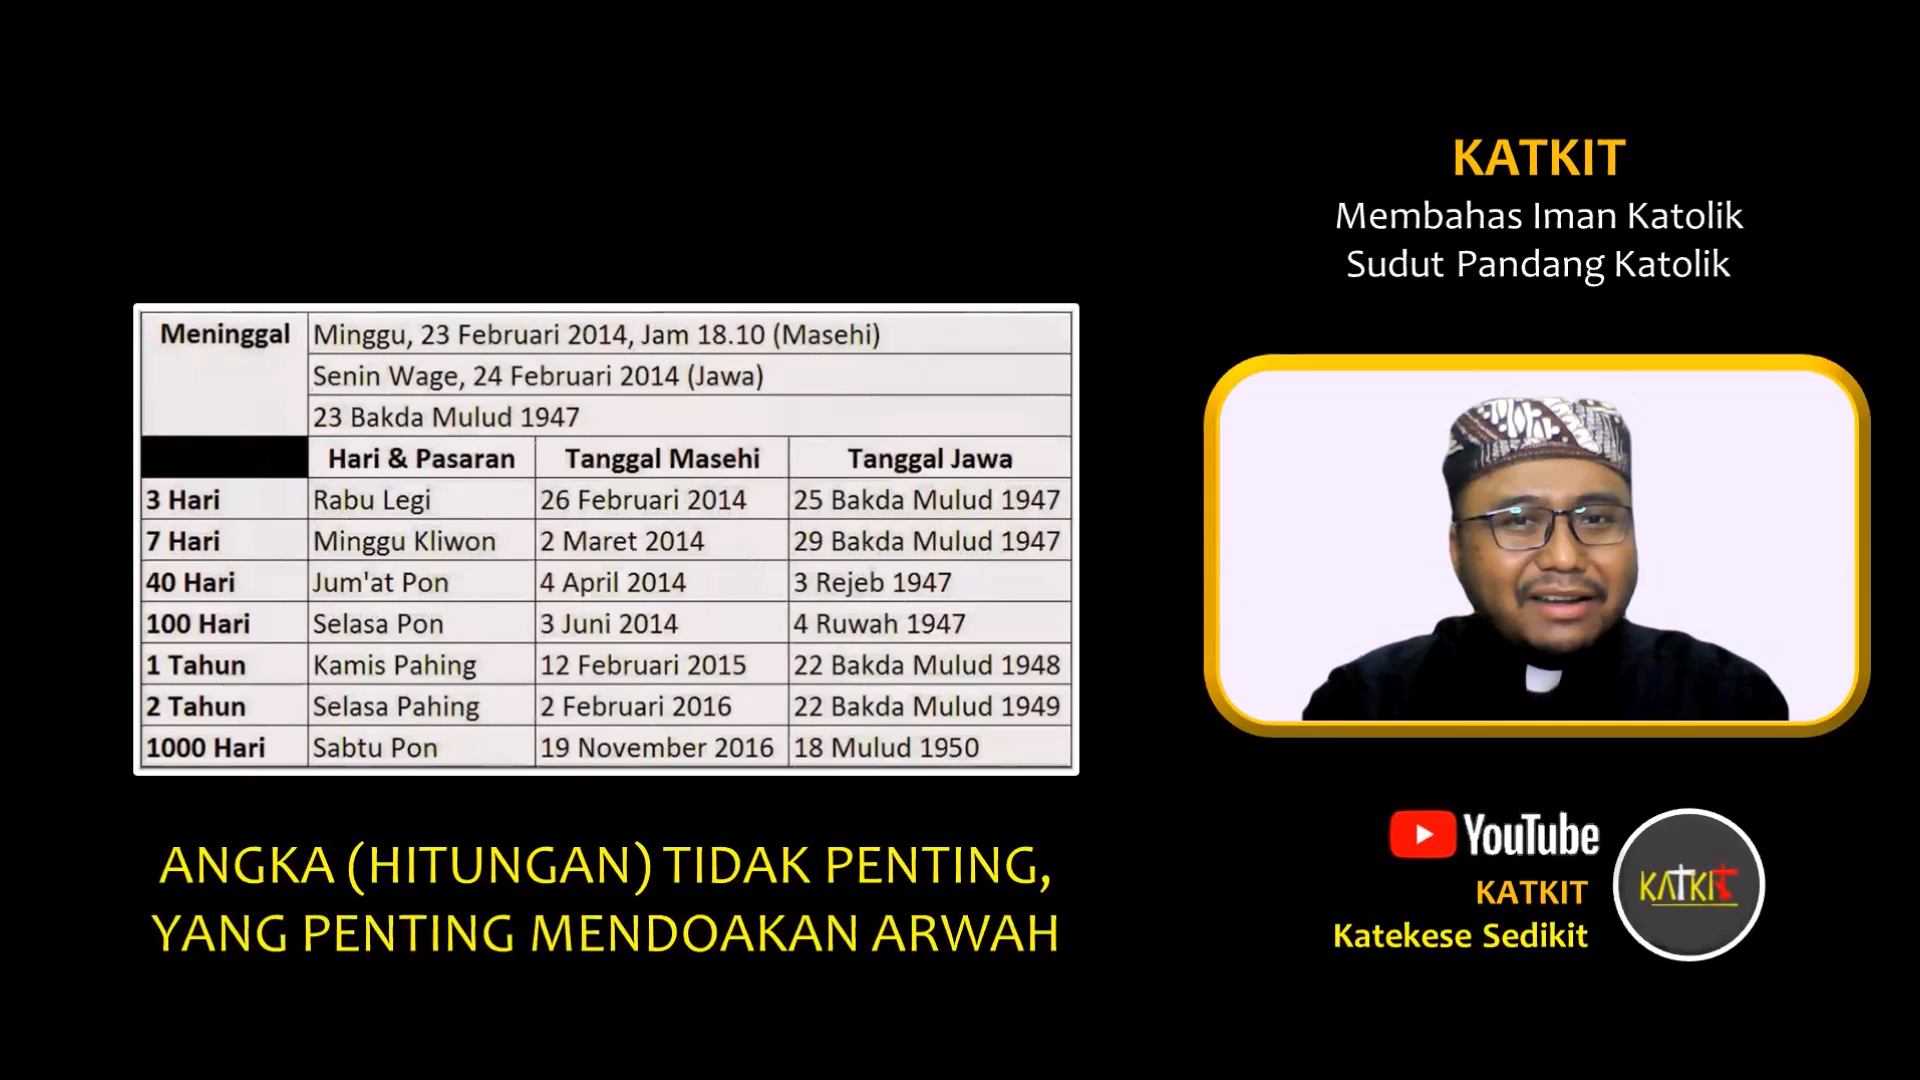 KATKIT
Membahas Iman Katolik
Sudut Pandang Katolik
Meninggal Minggu, 23 Februari 2014, Jam 18.10 (Masehi)
Senin Wage, 24 Februari 2014 (Jawa)
23 Bakda Mulud 1947
Hari & Pasaran Tanggal Masehi Tanggal Jawa
3 Hari Rabu Legi 26 Februari 2014 25 Bakda Mulud 1947
7 Hari Minggu Kliwon 2 Maret 2014 29 Bakda Mulud 1947
40 Hari Jum'at Pon 4 April 2014 3 Rejeb 1947
100 Hari Selasa Pon 3 Juni 2014 4 Ruwah 1947
1 Tahun Kamis Pahing 12 Februari 2015 22 Bakda Mulud 1948
2 Tahun Selasa Pahing 2 Februari 2016 22 Bakda Mulud 1949
1000 Hari Sabtu Pon 19 November 2016 18 Mulud 1950
ANGKA (HITUNGAN) TIDAK PENTING,
YANG PENTING MENDOAKAN ARWAH
YouTube
KATKIT
Katekese Sedikit
KATKIT